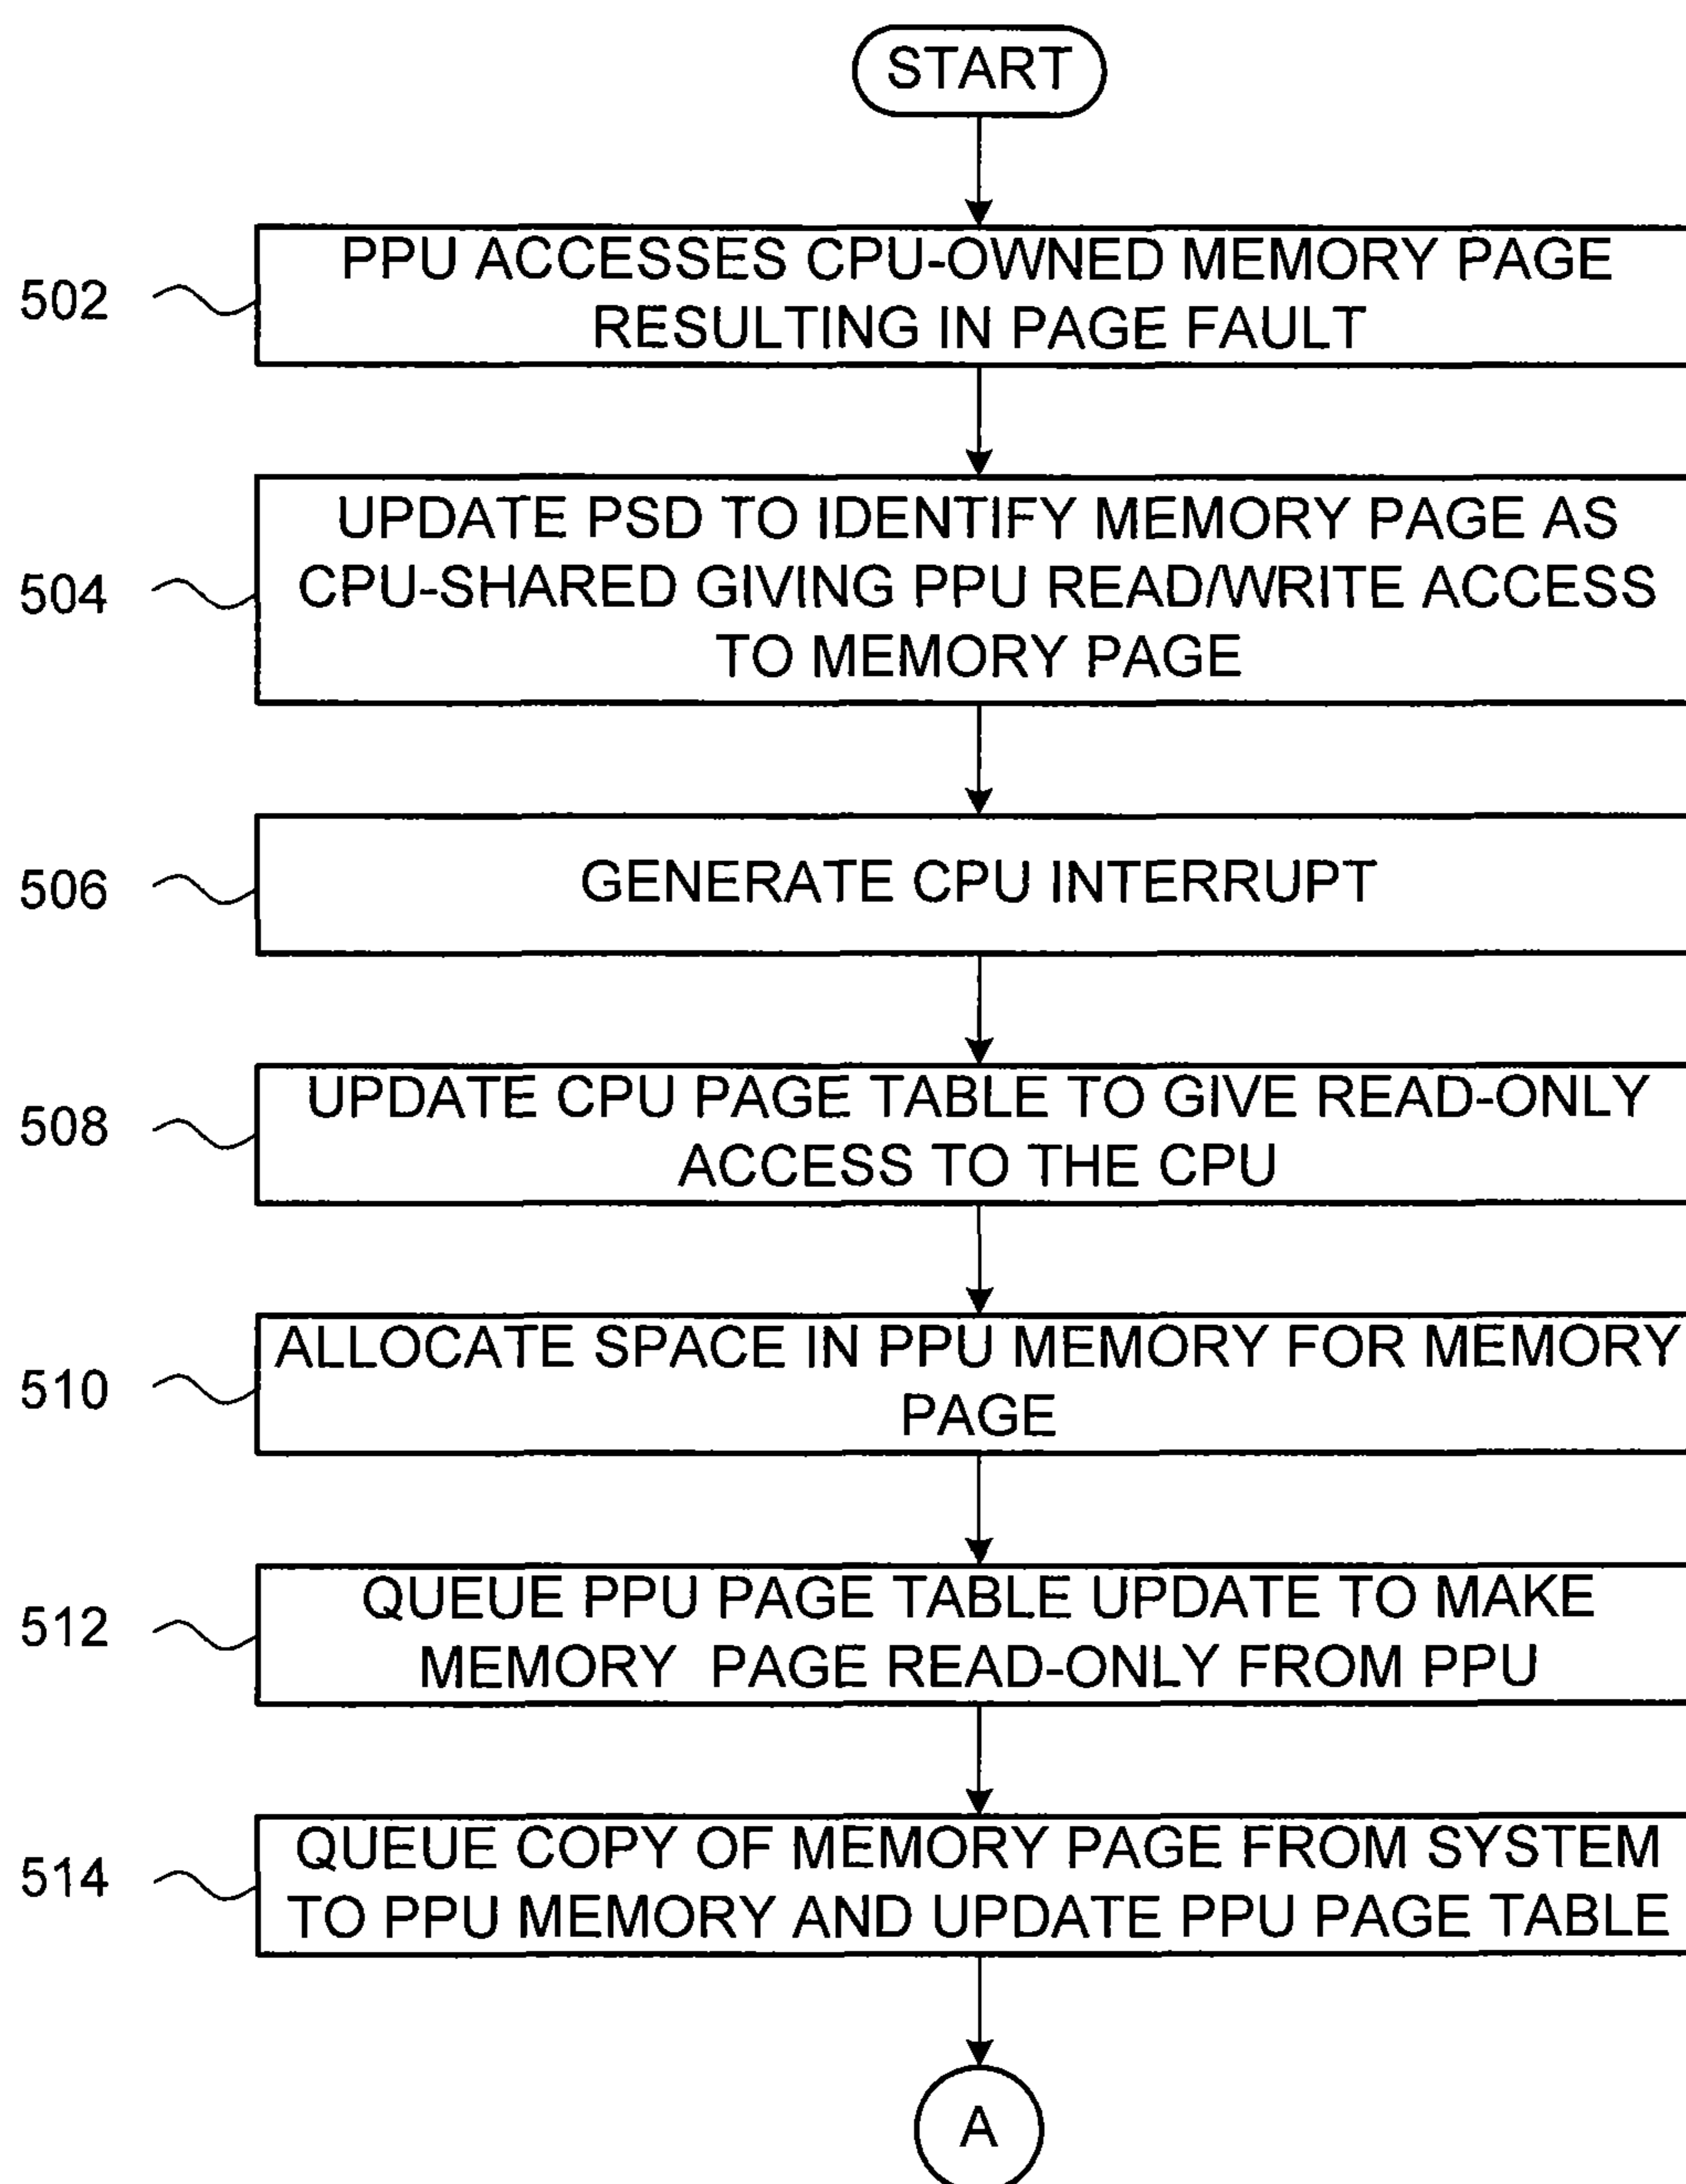 START
502
PPU ACCESSES CPU-OWNED MEMORY PAGE
RESULTING IN PAGE FAULT
504
UPDATE PSD TO IDENTIFY MEMORY PAGE AS
CPU-SHARED GIVING PPU READ/WRITE ACCESS
TO MEMORY PAGE
506
GENERATE CPU INTERRUPT
508
UPDATE CPU PAGE TABLE TO GIVE READ-ONLY
ACCESS TO THE CPU
510
ALLOCATE SPACE IN PPU MEMORY FOR MEMORY
PAGE
512
QUEUE PPU PAGE TABLE UPDATE TO MAKE
MEMORY PAGE READ-ONLY FROM PPU
514
QUEUE COPY OF MEMORY PAGE FROM SYSTEM
TO PPU MEMORY AND UPDATE PPU PAGE TABLE
A